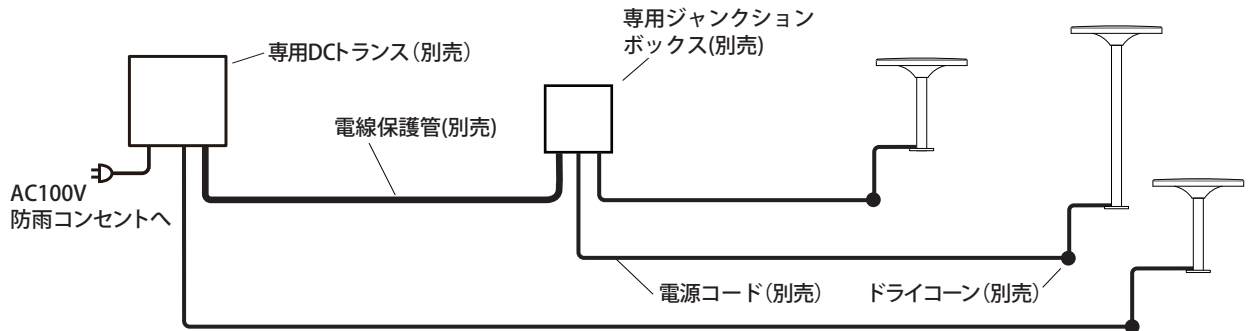 専用ジャンクション
ボックス(別売)
専用DCトランス（別売）
電線保護管(別売)
AC100V
防雨コンセントへ
電源コード（別売）
ドライコーン（別売）